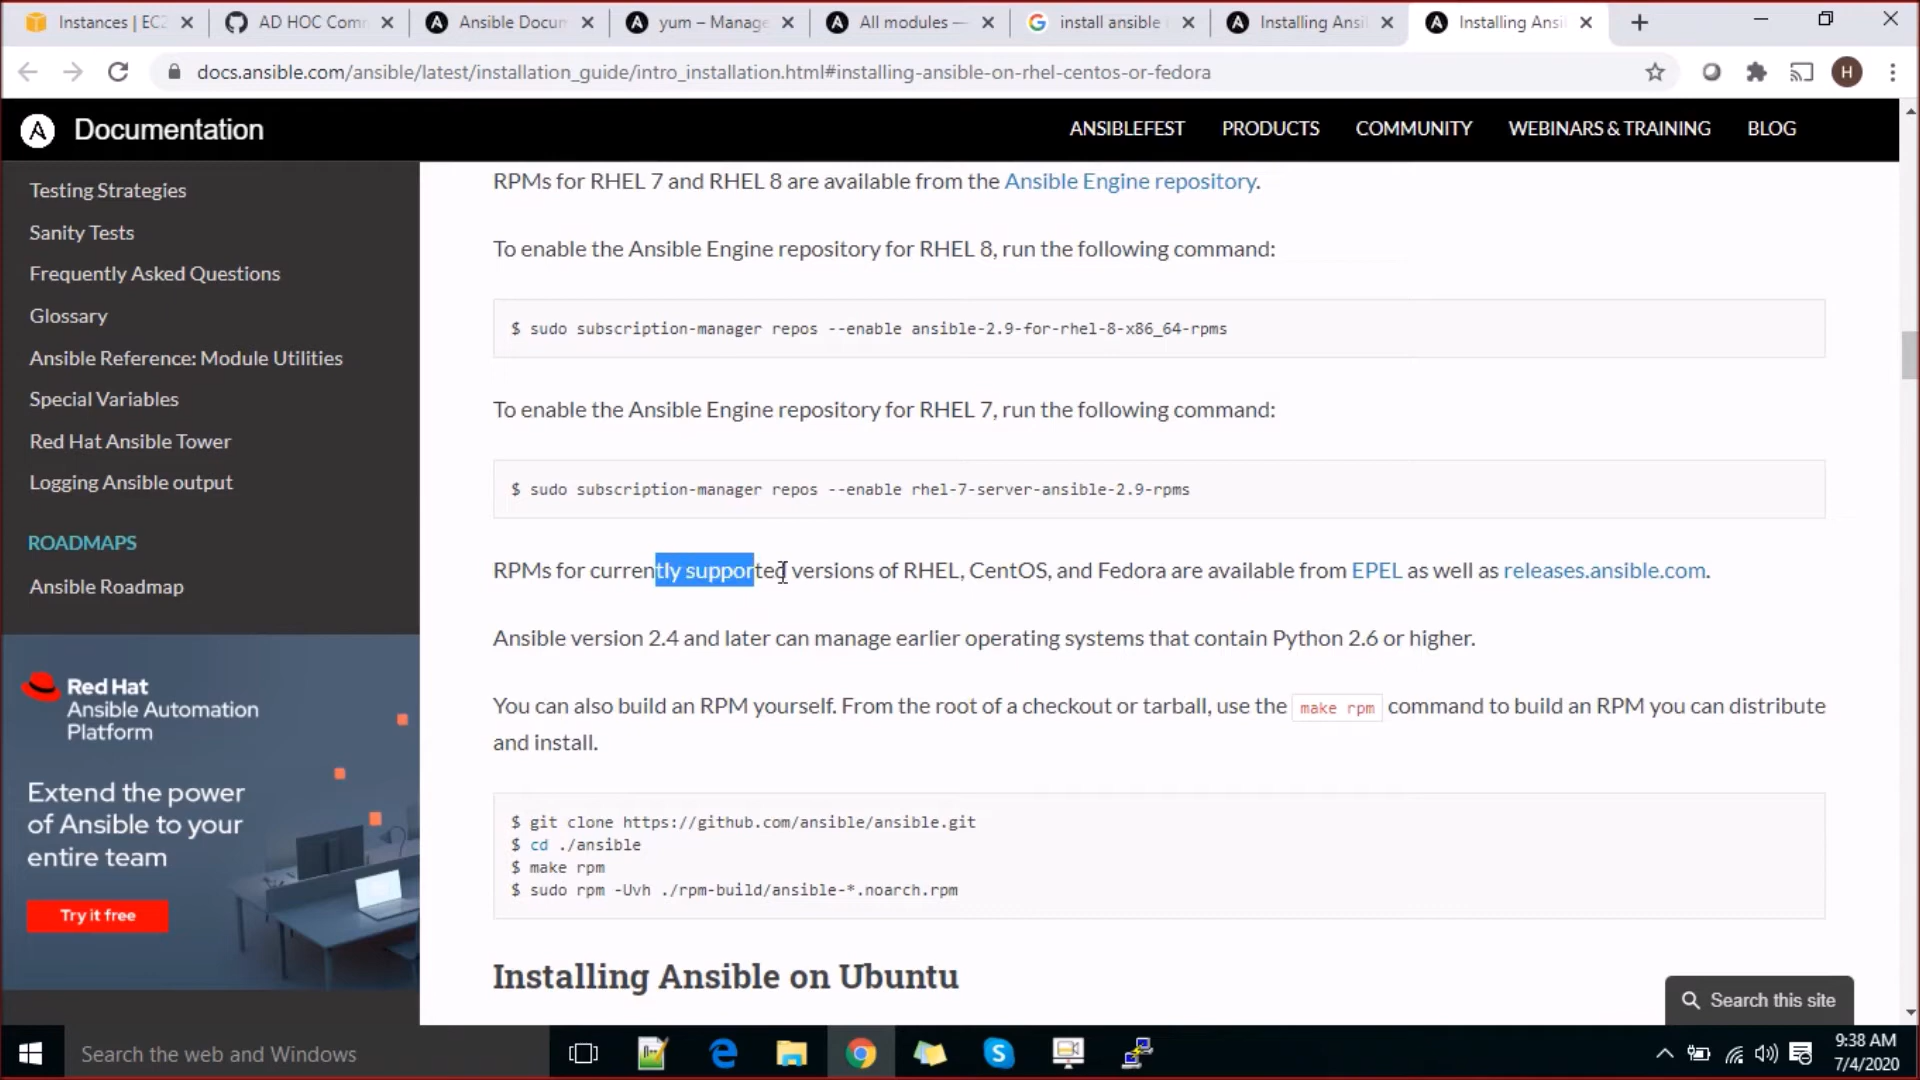 Instances | EC2
AD HOC Comm
Ansible Docum
yum – Manage
All modules —
install ansible
Installing Ansi
Installing Ansi
docs.ansible.com/ansible/latest/installation_guide/intro_installation.html#installing-ansible-on-rhel-centos-or-fedora
H
Documentation
ANSIBLEFEST
PRODUCTS
COMMUNITY
WEBINARS & TRAINING
BLOG
Testing Strategies
Sanity Tests
Frequently Asked Questions
Glossary
Ansible Reference: Module Utilities
Special Variables
Red Hat Ansible Tower
Logging Ansible output
ROADMAPS
Ansible Roadmap
Red Hat
Ansible Automation
Platform
Extend the power
of Ansible to your
entire team
Try it free
RPMs for RHEL 7 and RHEL 8 are available from the Ansible Engine repository.
To enable the Ansible Engine repository for RHEL 8, run the following command:
$ sudo subscription-manager repos --enable ansible-2.9-for-rhel-8-x86_64-rpms
To enable the Ansible Engine repository for RHEL 7, run the following command:
$ sudo subscription-manager repos --enable rhel-7-server-ansible-2.9-rpms
RPMs for currently supported versions of RHEL, CentOS, and Fedora are available from EPEL as well as releases.ansible.com.
Ansible version 2.4 and later can manage earlier operating systems that contain Python 2.6 or higher.
You can also build an RPM yourself. From the root of a checkout or tarball, use the make rpm command to build an RPM you can distribute
and install.
$ git clone https://github.com/ansible/ansible.git
$ cd ./ansible
$ make rpm
$ sudo rpm -Uvh ./rpm-build/ansible-*.noarch.rpm
Installing Ansible on Ubuntu
Search this site
Search the web and Windows
9:38 AM
7/4/2020